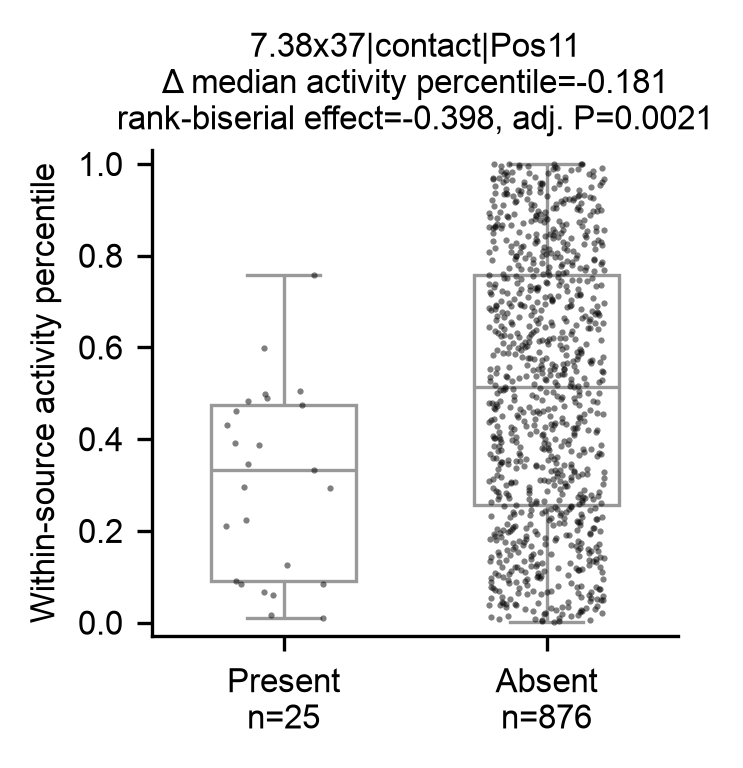 7.38x37|contact|Pos11
Δ median activity percentile=-0.181
rank-biserial effect=-0.398, adj. P=0.0021
Within-source activity percentile
1.0
0.8
0.6
0.4
0.2
0.0
Present
n=25
Absent
n=876